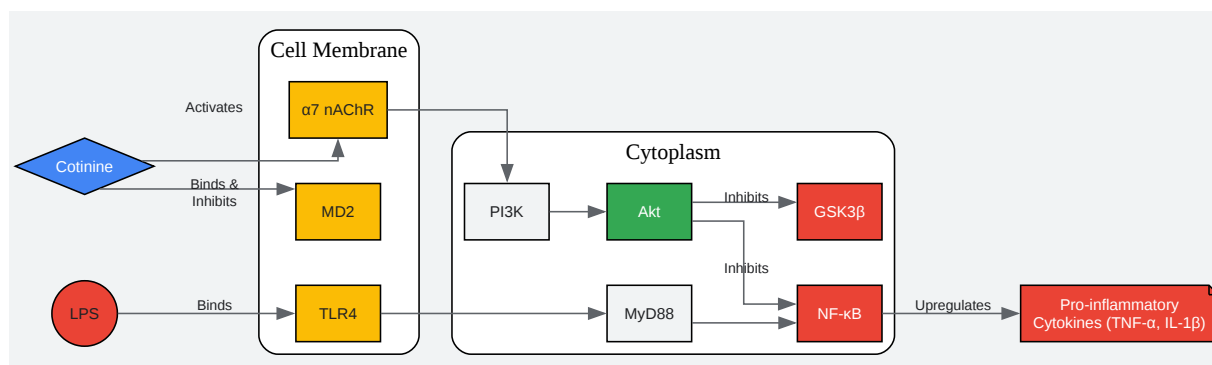 Cell Membrane
Activates
α7 nAChR
Cytoplasm
Cotinine
Binds &
Inhibits
MD2
PI3K
Akt
Inhibits
GSK3β
Inhibits
LPS
Binds
TLR4
MyD88
NF-κB
Upregulates
Pro-inflammatory
Cytokines (TNF-α, IL-1β)